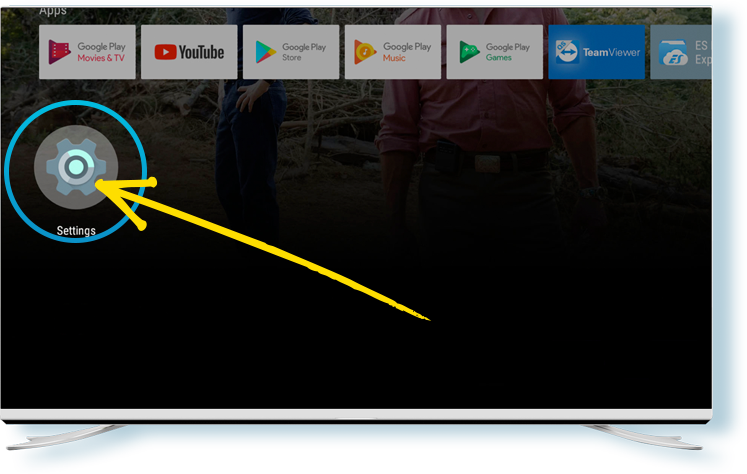 Apps
Google Play
Movies & TV
YouTube
Google Play
Store
Google Play
Music
Google Play
Games
TeamViewer
ES
Exp
Settings